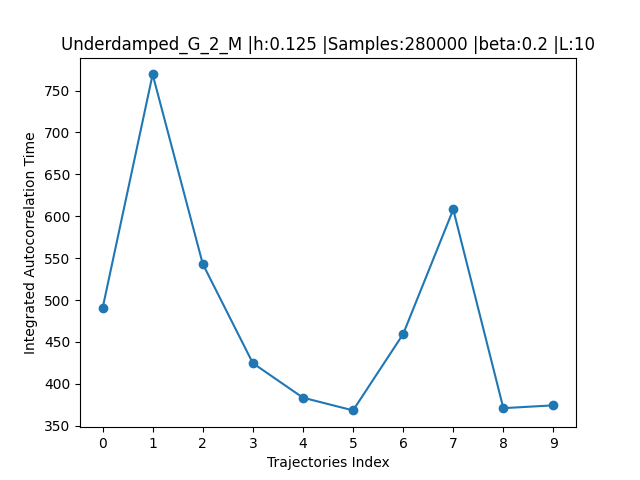 Underdamped_G_2_M |h:0.125 |Samples:280000 |beta:0.2 |L:10
Integrated Autocorrelation Time
750
700
650
600
550
500
450
400
350
0 1 2 3 4 5 6 7 8 9
Trajectories Index